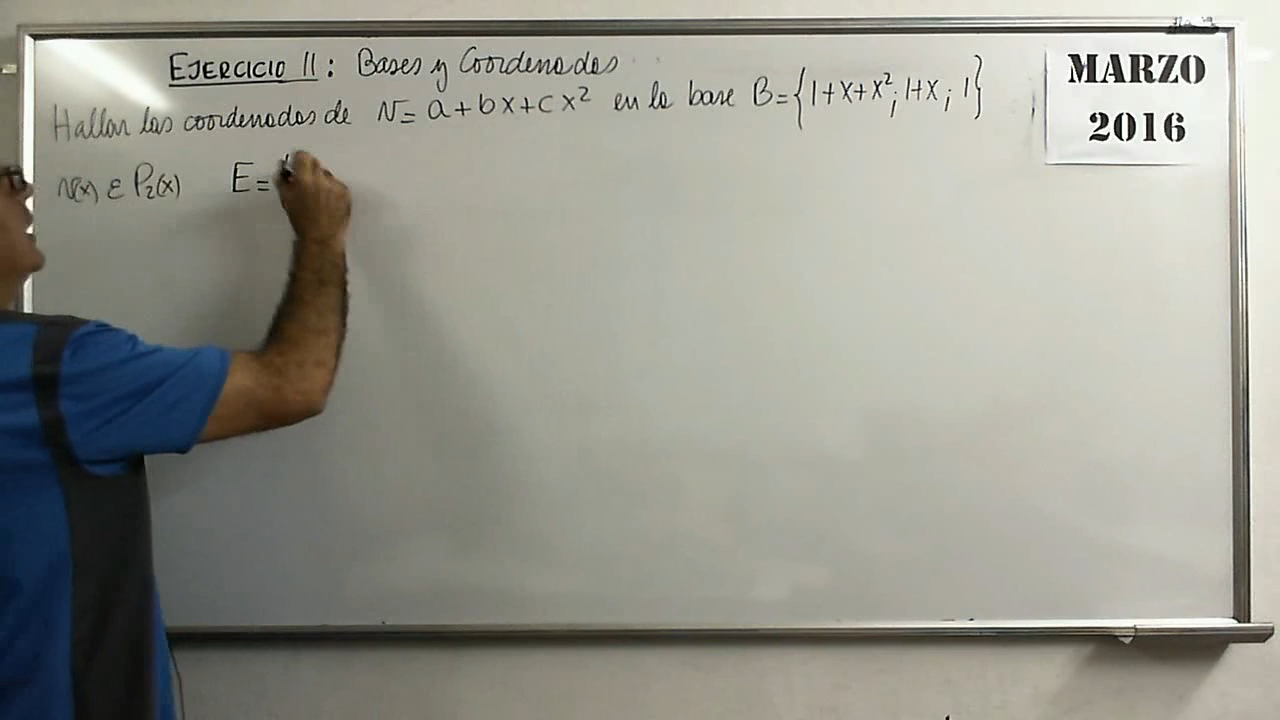 EJERCICIO 11: Bases y Coordenadas
Hallar las coordenadas de v = a + bx + cx² en la base B = {1+x+x²; 1+x; 1}
v(x) ε P₂(x) E =
MARZO
2016